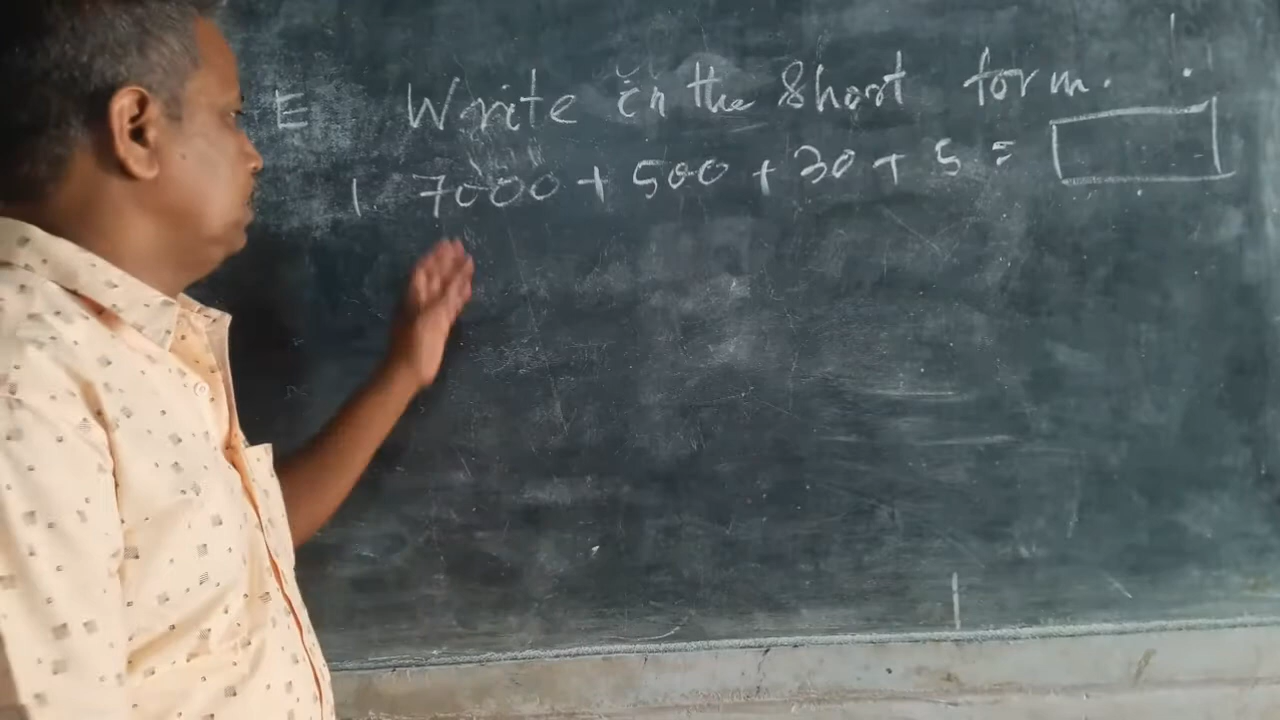 E Write in the Short form.
1. 7000 + 500 + 30 + 5 =